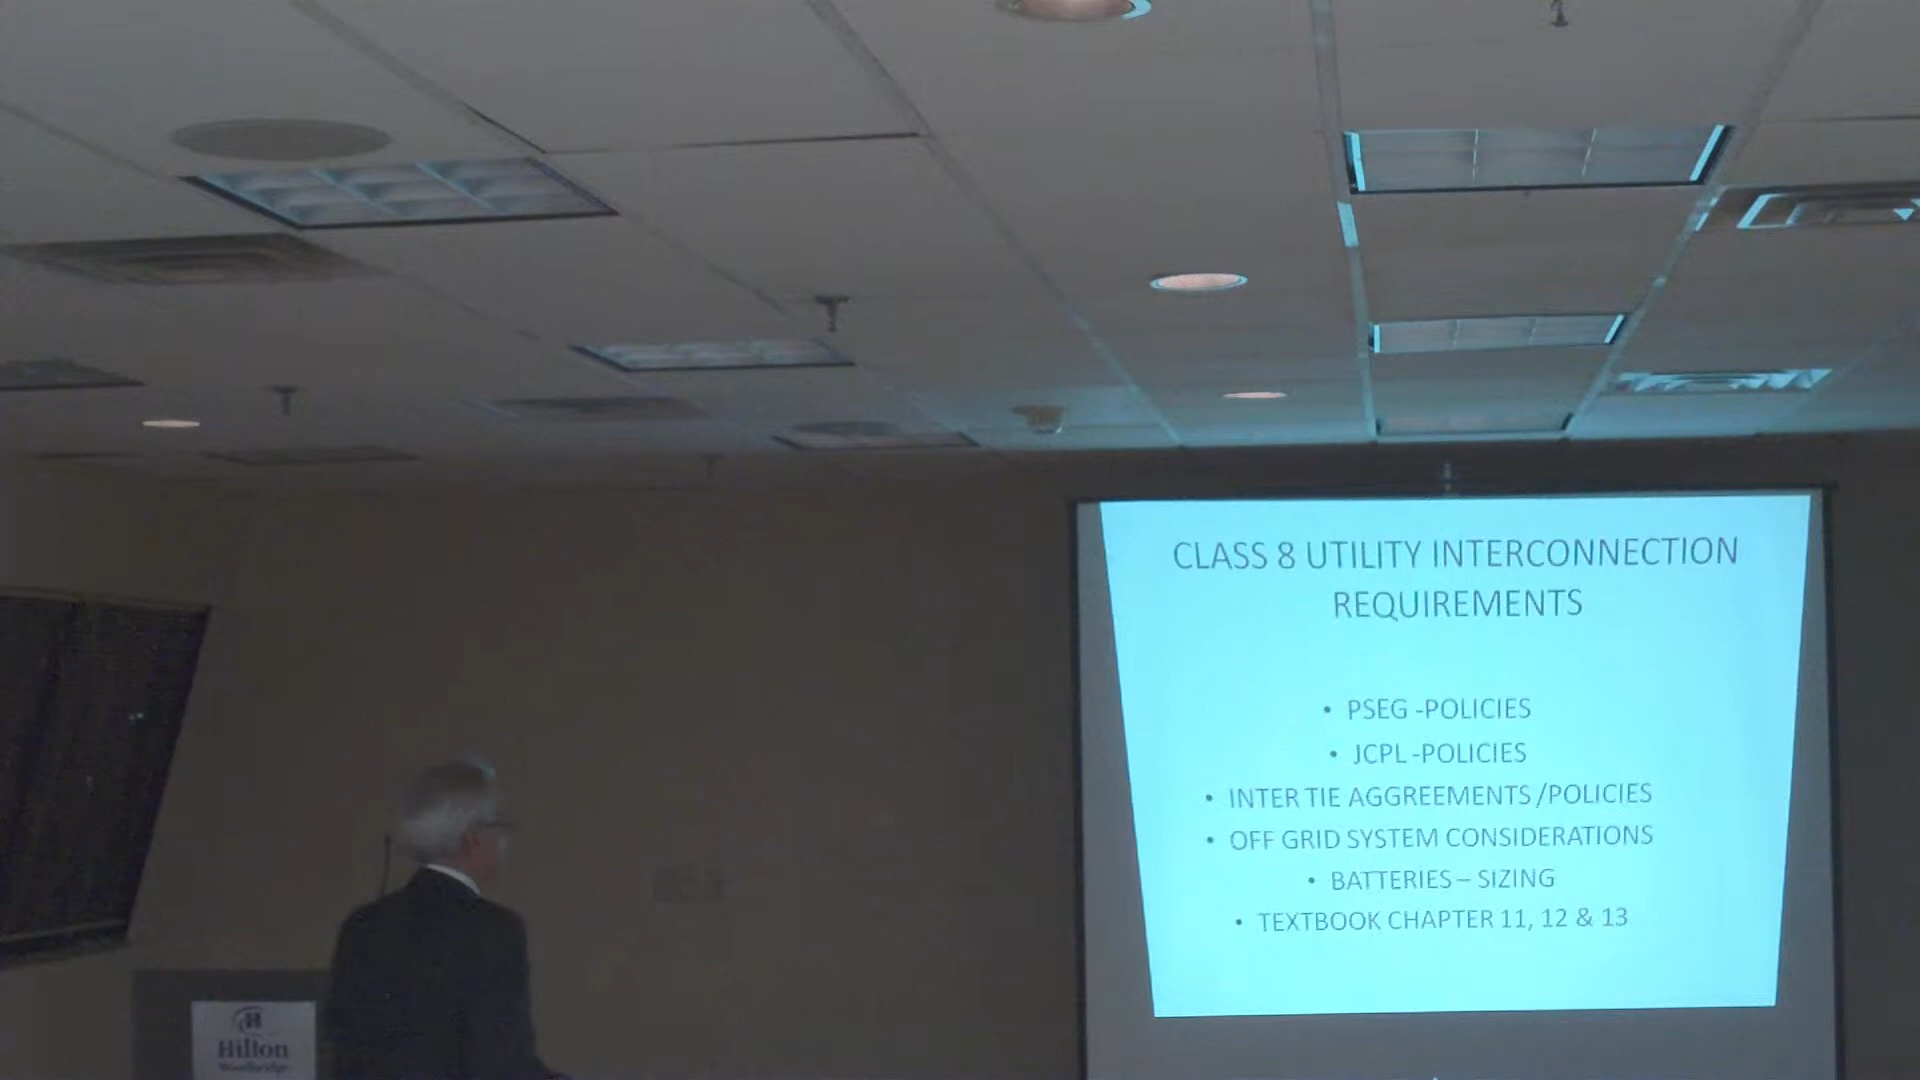 CLASS 8 UTILITY INTERCONNECTION
REQUIREMENTS
• PSEG -POLICIES
• JCPL -POLICIES
• INTER TIE AGGREEMENTS /POLICIES
• OFF GRID SYSTEM CONSIDERATIONS
• BATTERIES – SIZING
• TEXTBOOK CHAPTER 11, 12 & 13
H
Hilton
Woodbridge